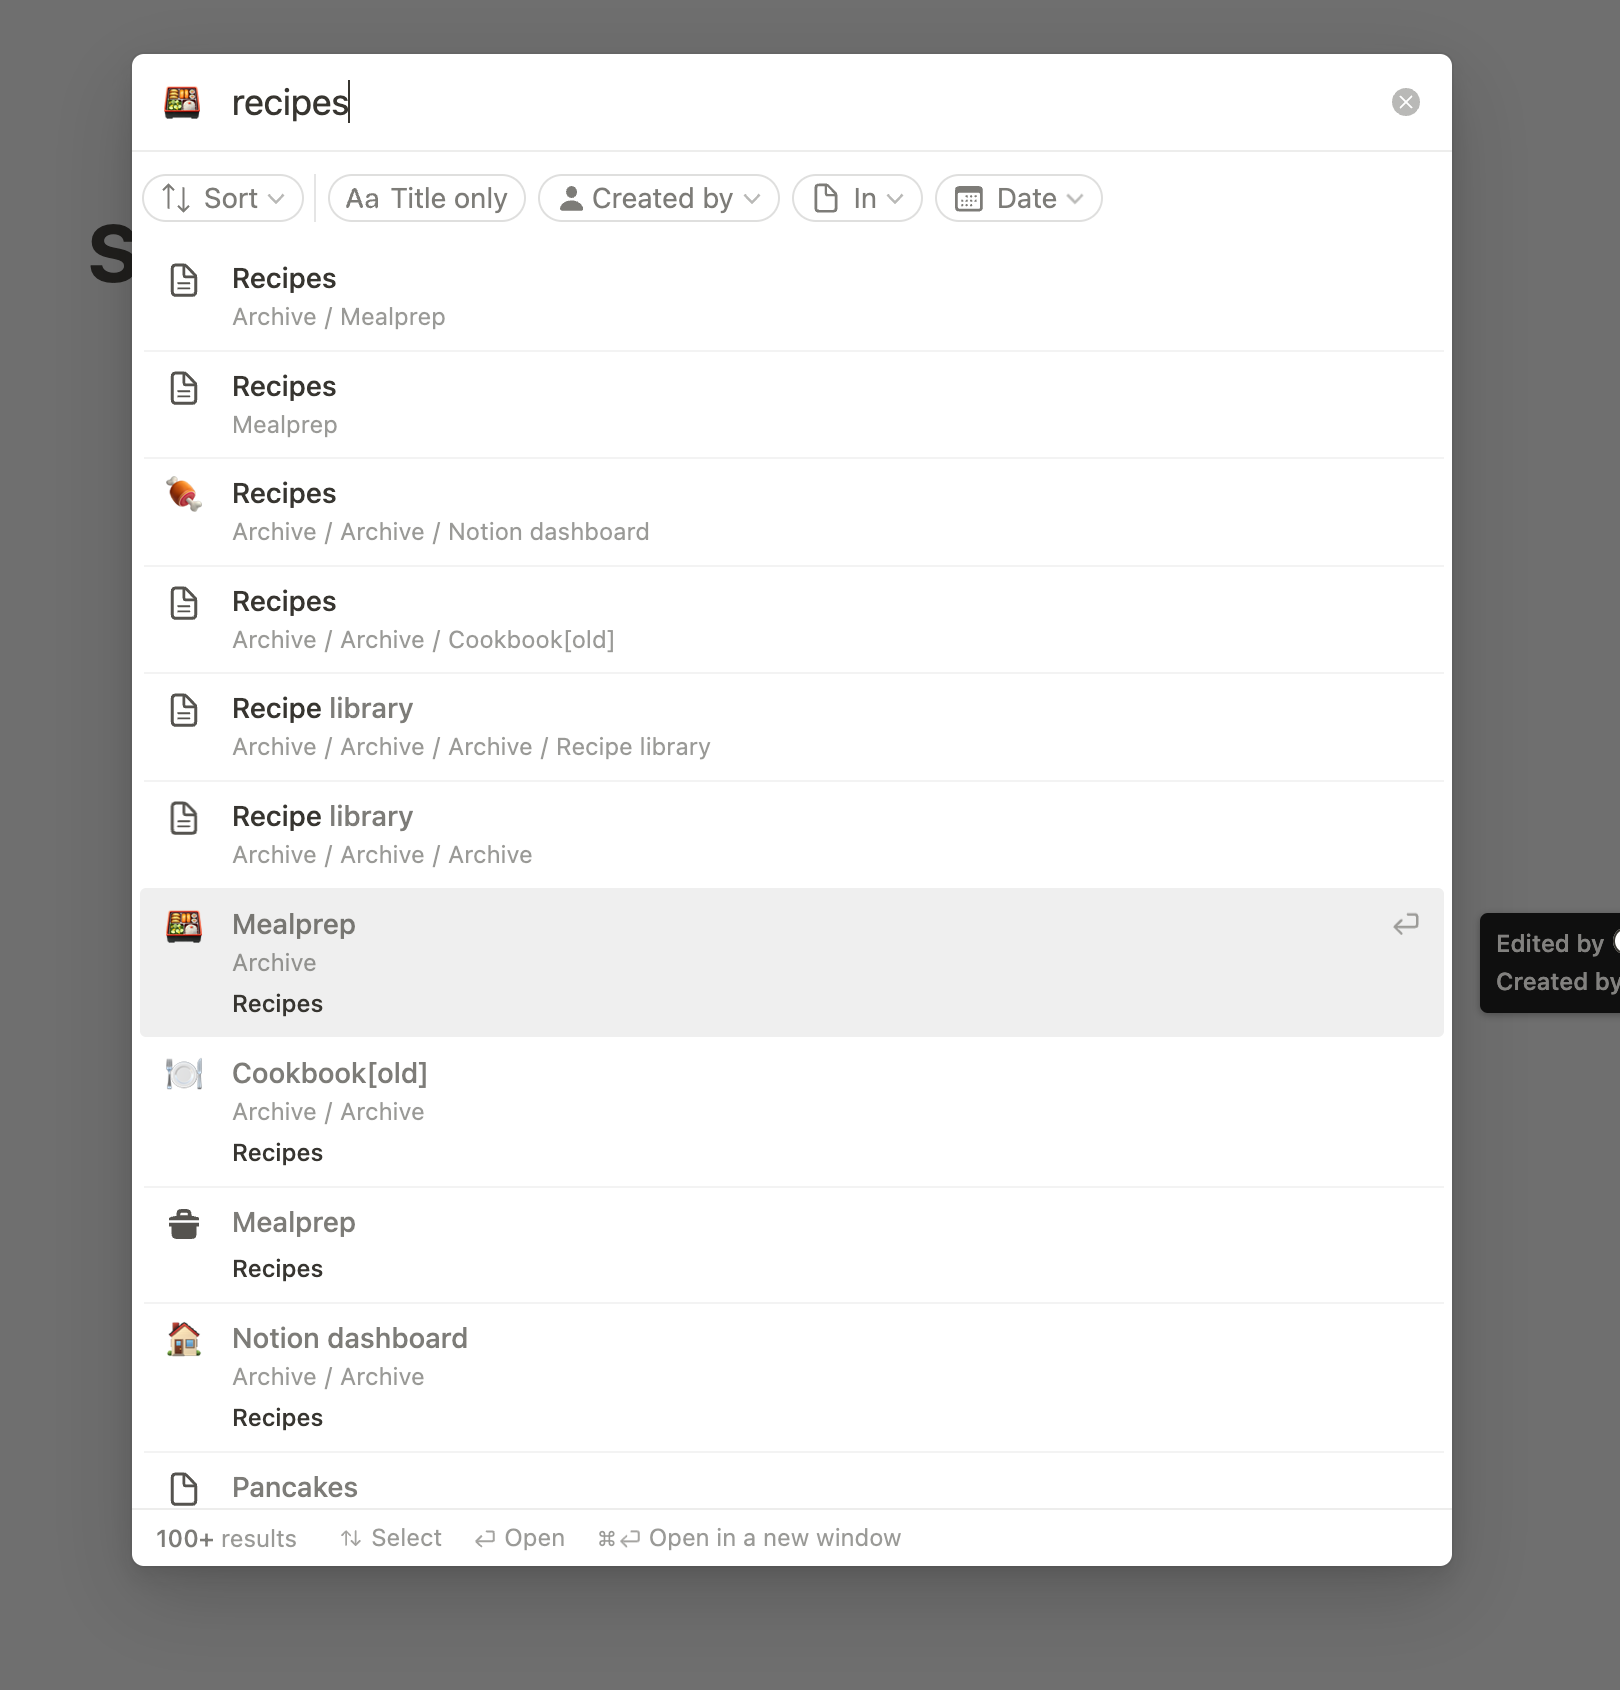 recipes
Sort
Aa Title only
Created by
In
Date
S
Recipes
Archive / Mealprep
Recipes
Mealprep
Recipes
Archive / Archive / Notion dashboard
Recipes
Archive / Archive / Cookbook[old]
Recipe library
Archive / Archive / Archive / Recipe library
Recipe library
Archive / Archive / Archive
Mealprep
Archive
Recipes
Edited by
Created by
Cookbook[old]
Archive / Archive
Recipes
Mealprep
Recipes
Notion dashboard
Archive / Archive
Recipes
Pancakes
100+ results
Select
Open
⌘ Open in a new window